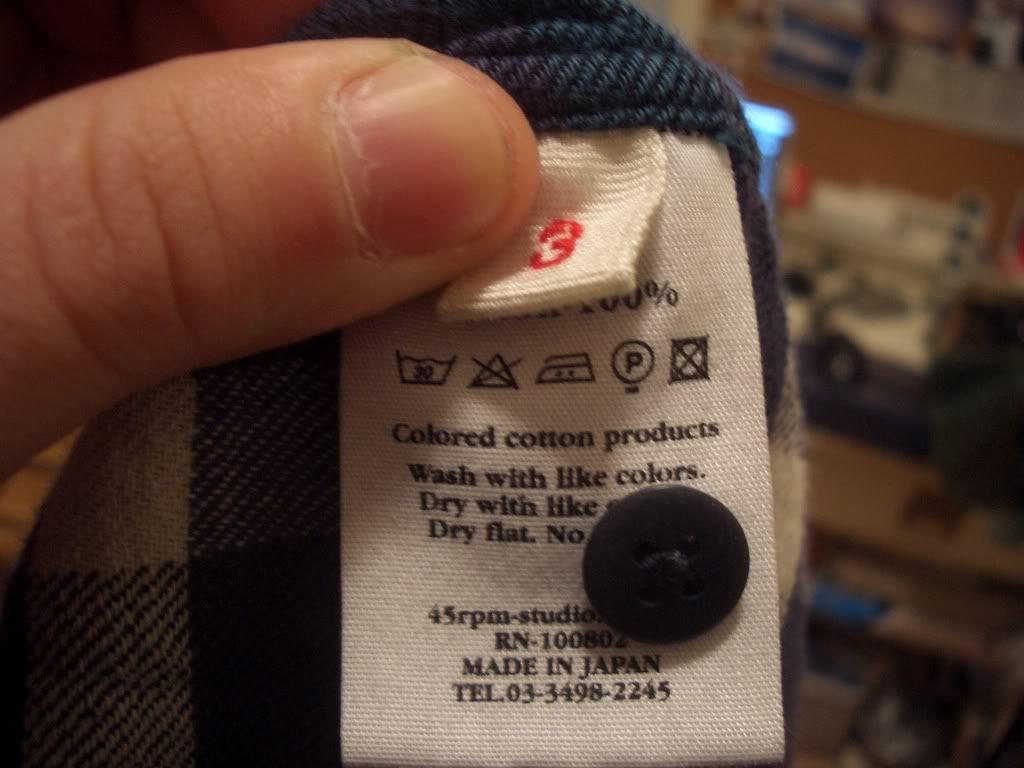 3
100%
30
P
Colored cotton products
Wash with like colors.
Dry with like
Dry flat. No
45rpm-studio
RN-100802
MADE IN JAPAN
TEL.03-3498-2245